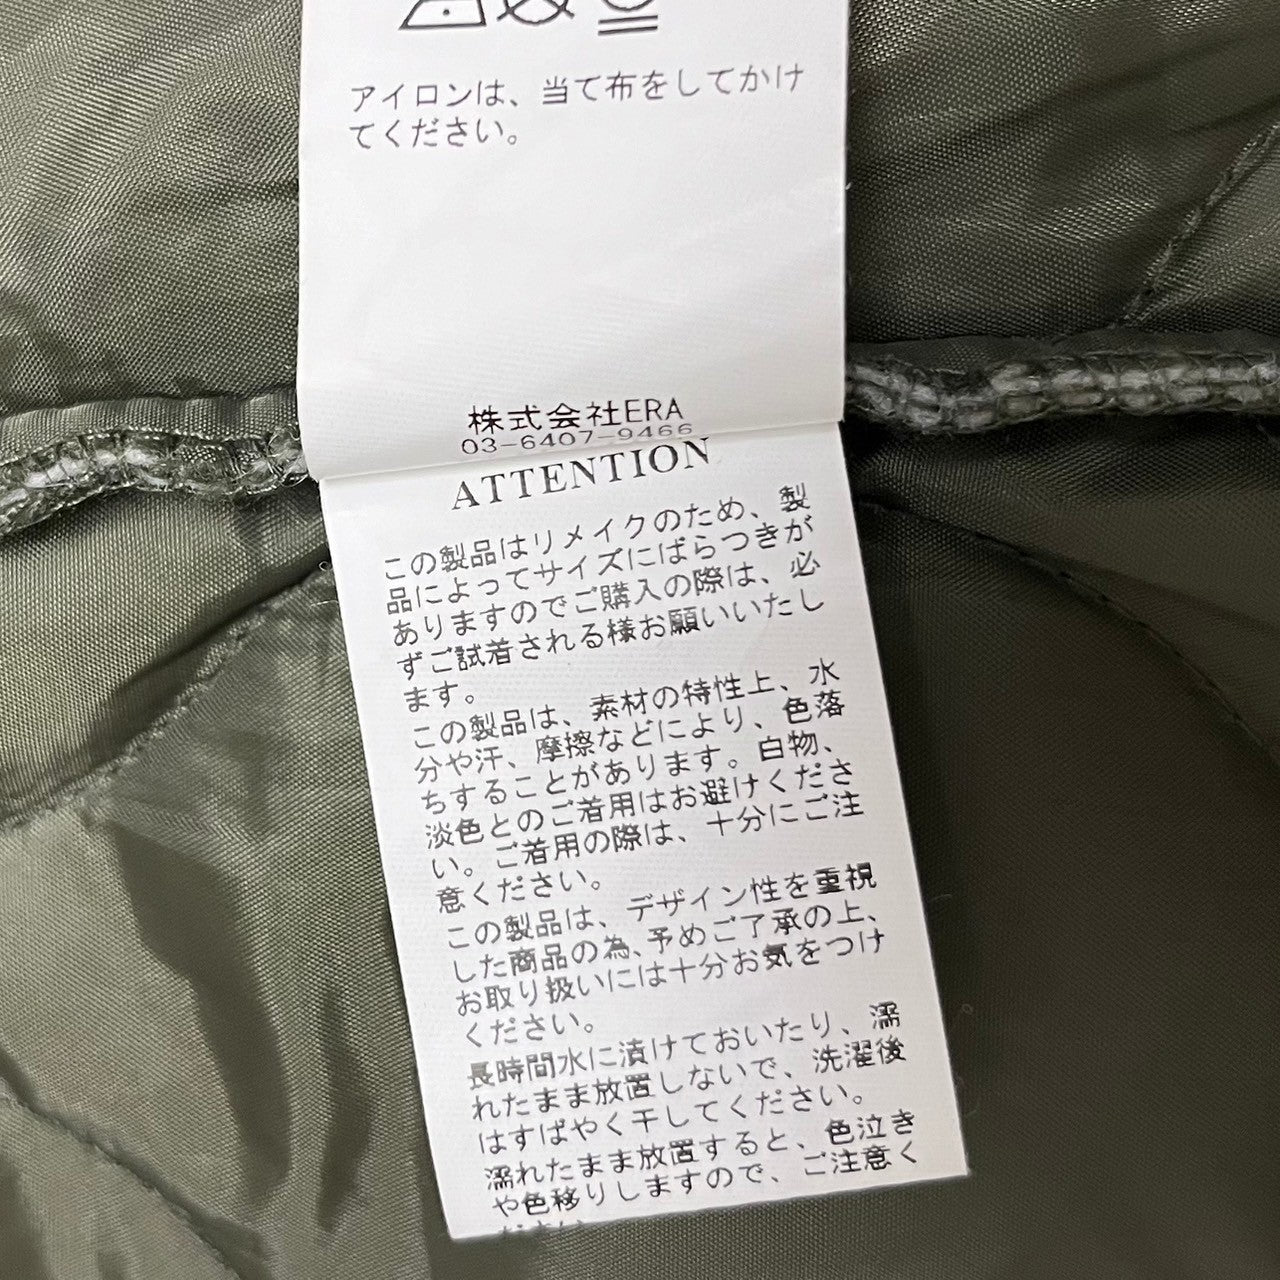 アイロンは、当て布をしてかけ
てください。
株式会社ERA
03-6407-9466
ATTENTION
この製品はリメイクのため、製
品によってサイズにばらつきが
ありますのでご購入の際は、必
ずご試着される様お願いいたし
ます。
この製品は、素材の特性上、水
分や汗、摩擦などにより、色落
ちすることがあります。白物、
淡色とのご着用はお避けくださ
い。ご着用の際は、十分にご注
意ください。
この製品は、デザイン性を重視
した商品の為、予めご了承の上、
お取り扱いには十分お気をつけ
ください。
長時間水に漬けておいたり、濡
れたまま放置しないで、洗濯後
はすばやく干してください。
濡れたまま放置すると、色泣き
や色移りしますので、ご注意く